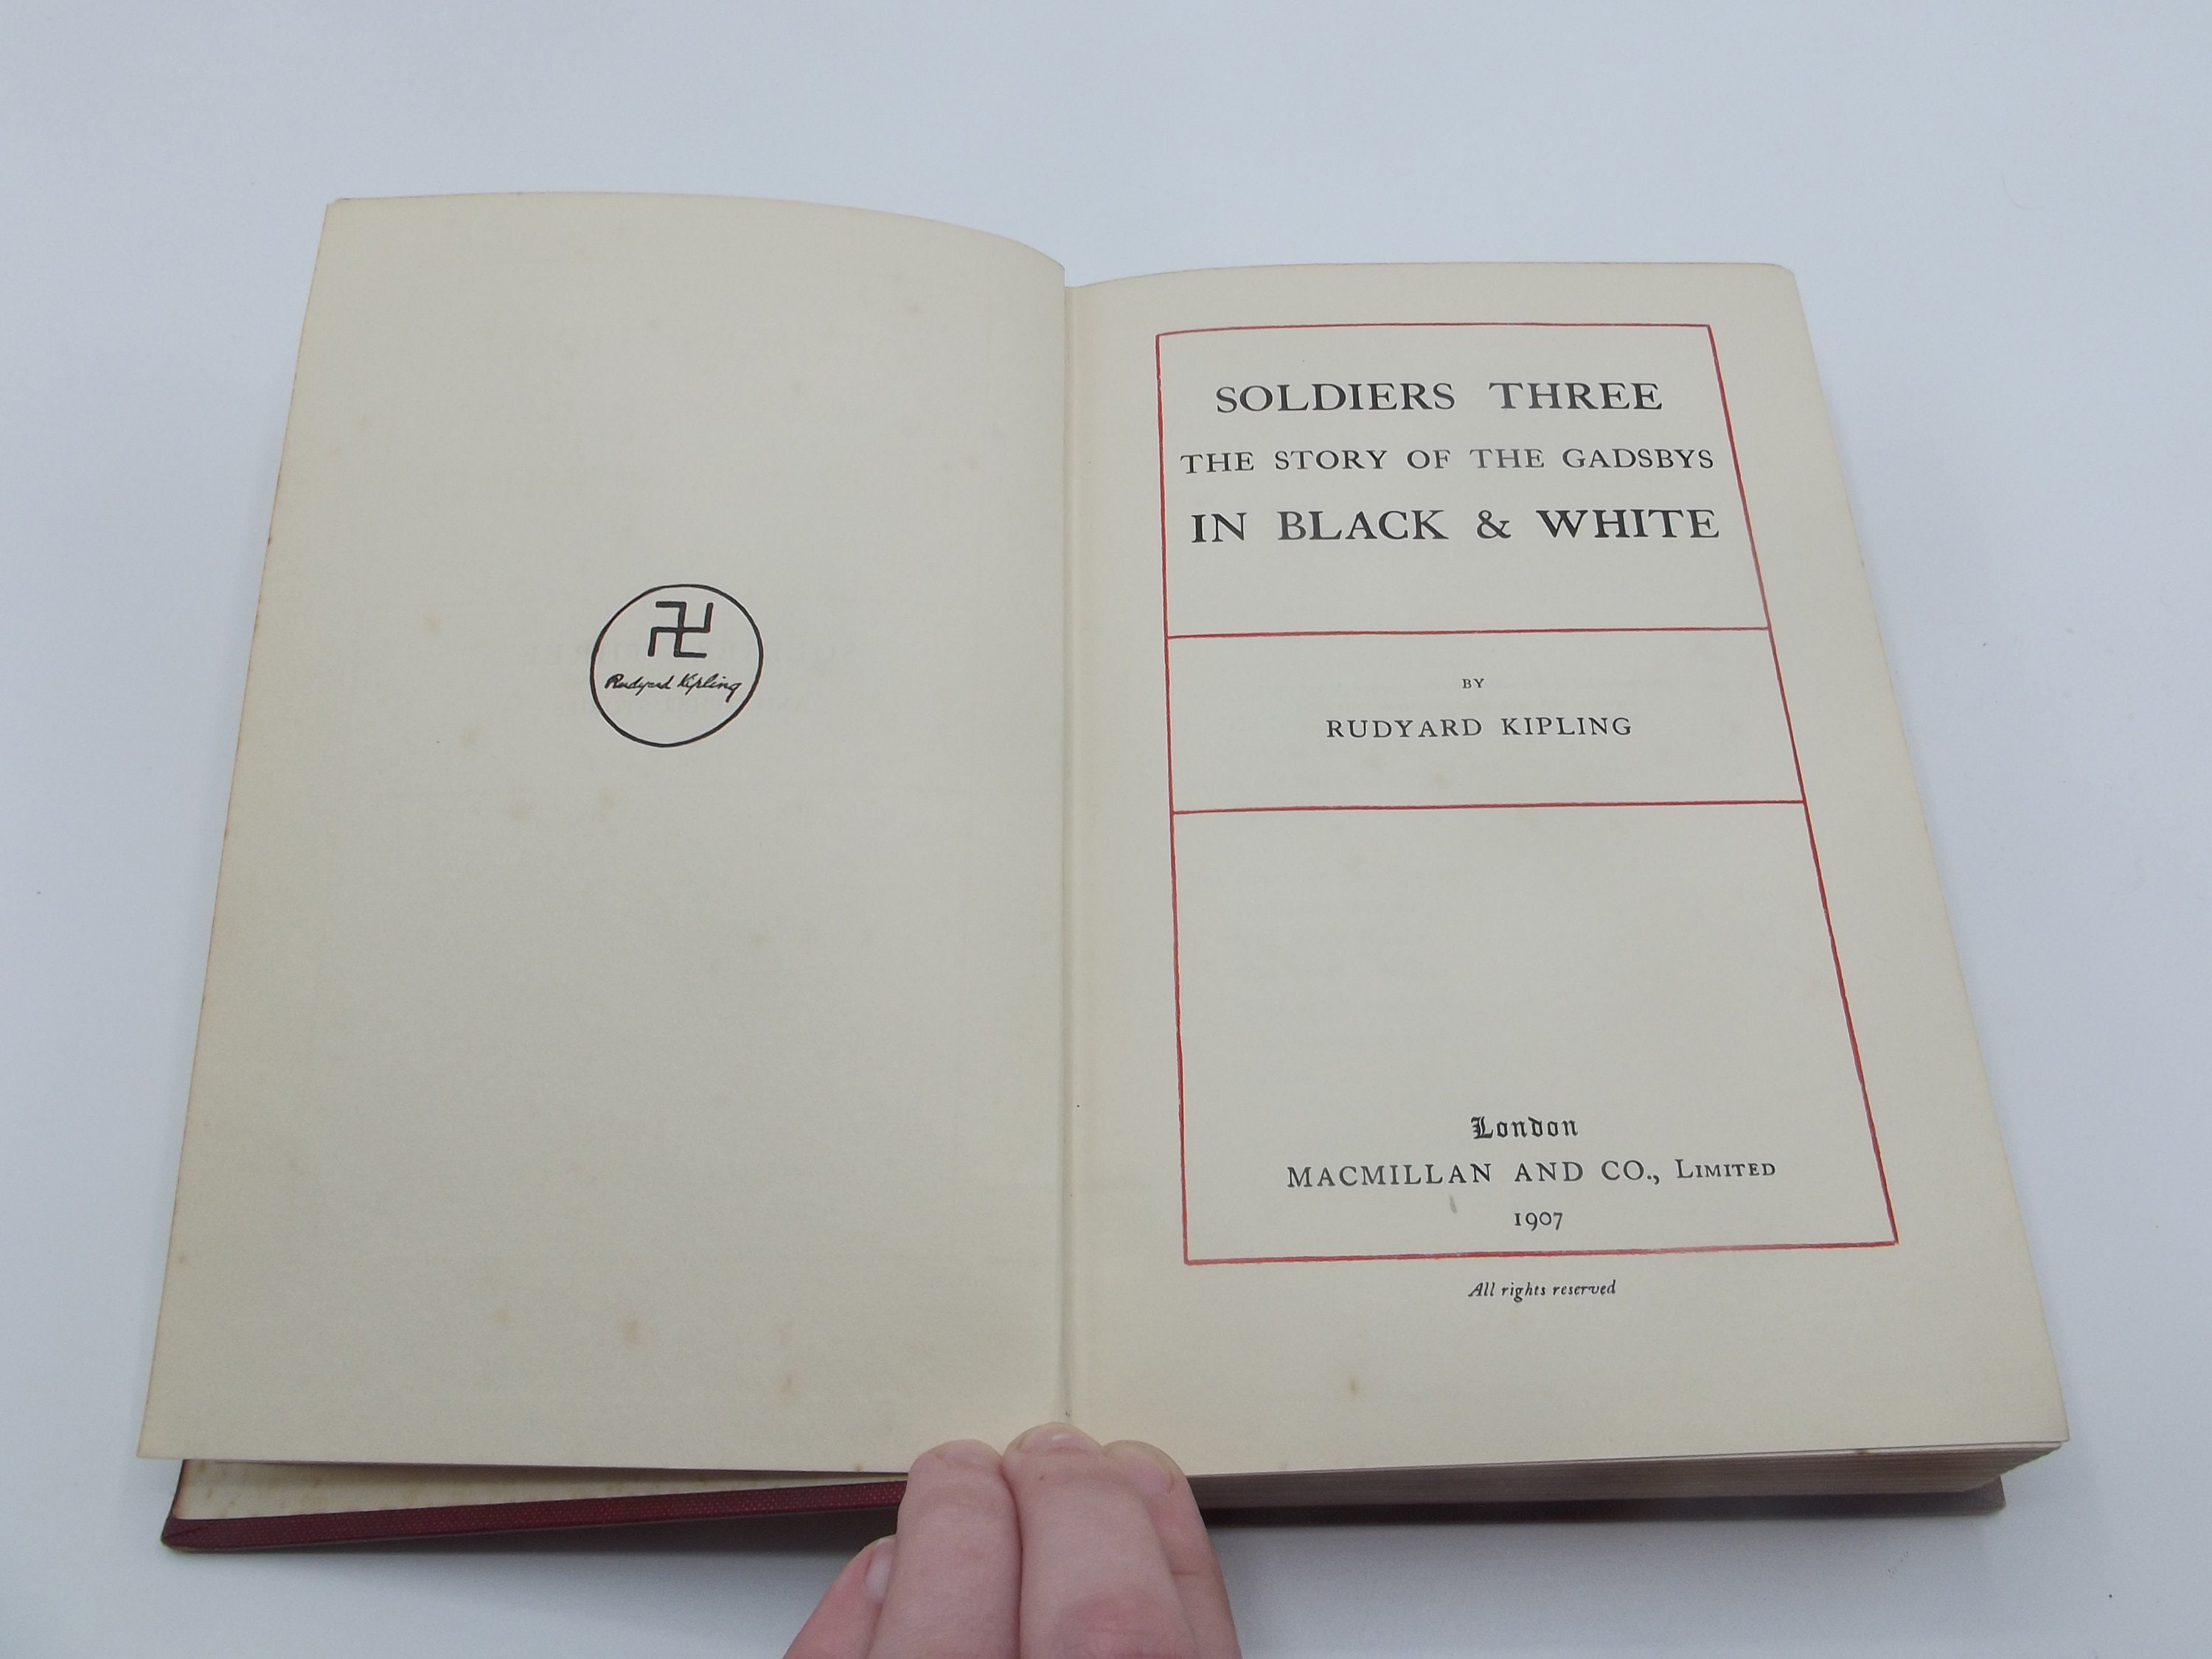 Rudyard Kipling
SOLDIERS THREE
THE STORY OF THE GADSBYS
IN BLACK & WHITE
BY
RUDYARD KIPLING
London
MACMILLAN AND CO., LIMITED
1907
All rights reserved